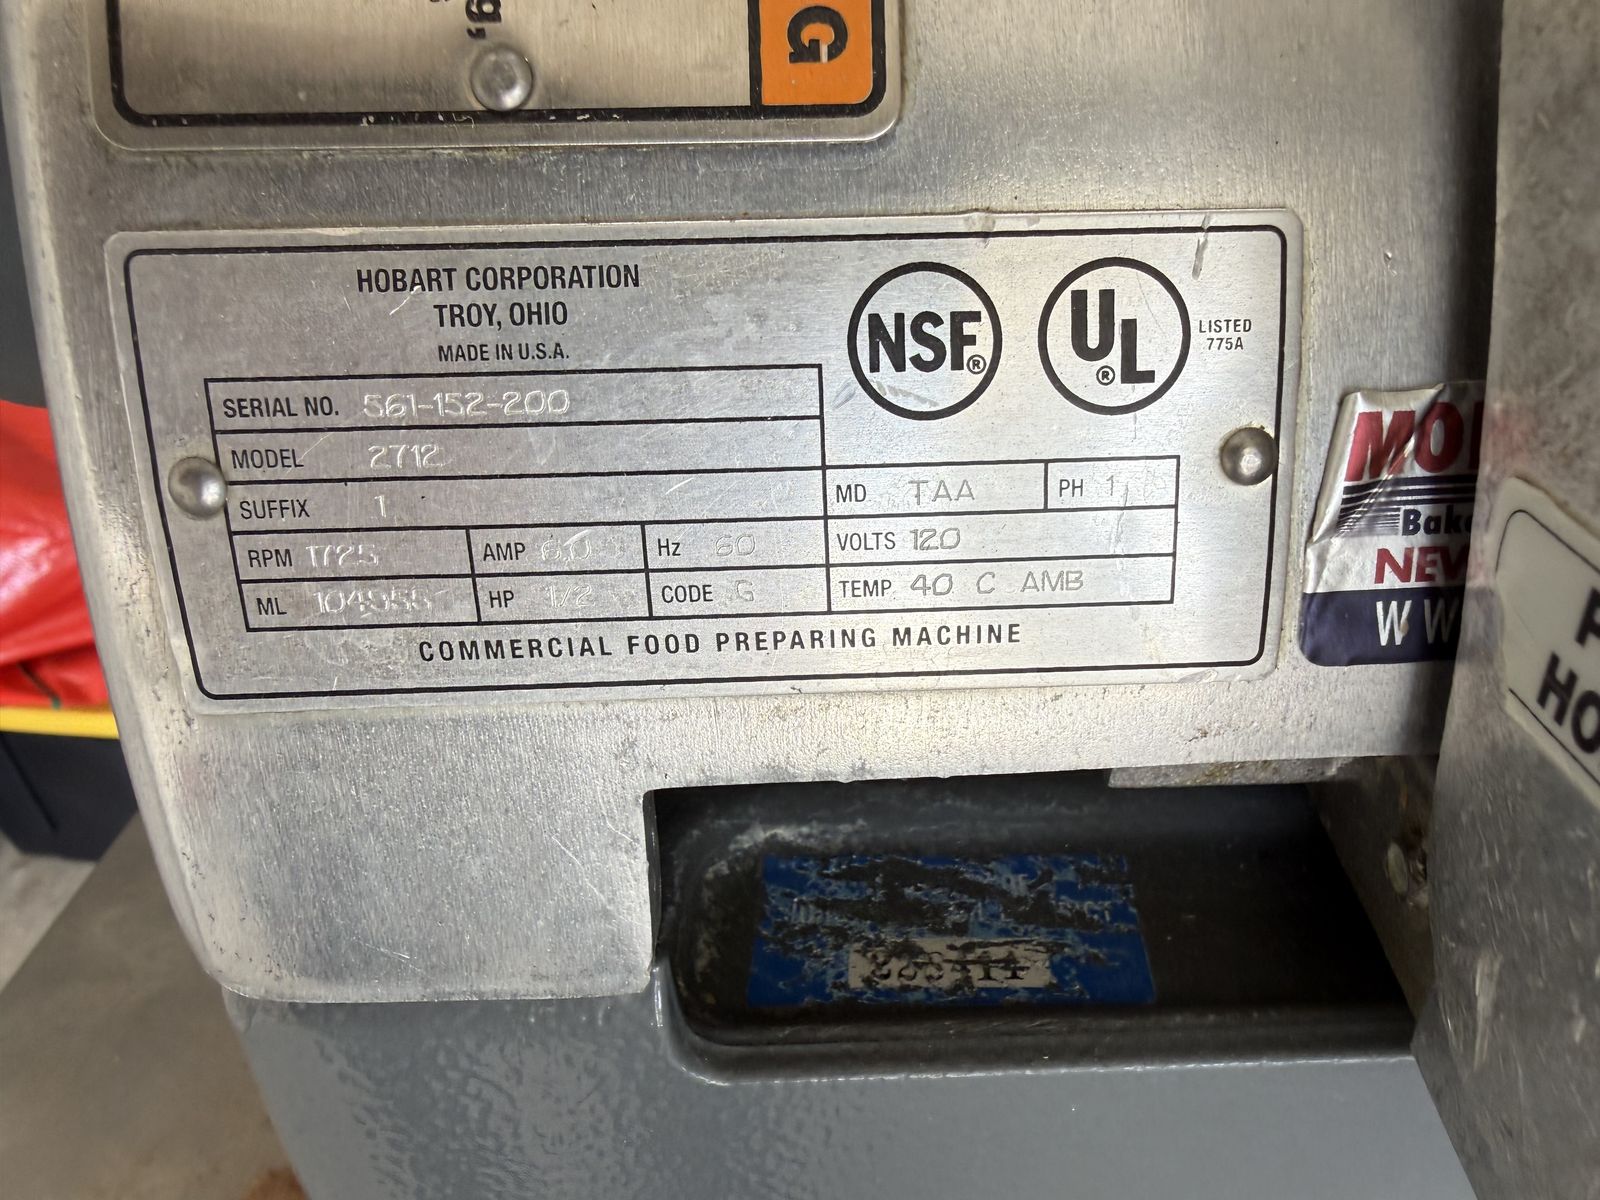 G
HOBART CORPORATION
TROY, OHIO
MADE IN U.S.A.
NSF®
UL®
LISTED
775A
SERIAL NO. 561-152-200
MODEL 2712
SUFFIX 1
MD TAA PH 1
RPM 1725 AMP Hz 60 VOLTS 120
ML HP 1/2 CODE G TEMP 40 C AMB
COMMERCIAL FOOD PREPARING MACHINE